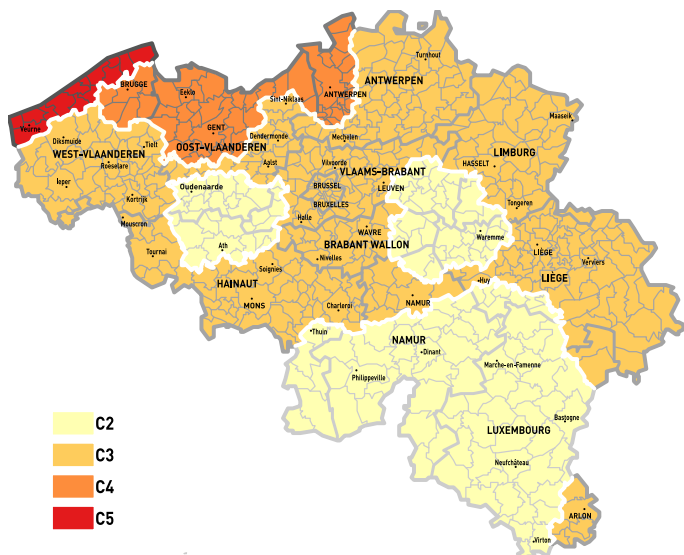 Turnhout
ANTWERPEN
BRUGGE
Eeklo
ANTWERPEN
Sint-Niklaas
Maaseik
Veurne
GENT
Dendermonde
Mechelen
Diksmuide
Tielt
OOST-VLAANDEREN
WEST-VLAANDEREN
LIMBURG
Roeselare
Aalst
Vilvoorde
HASSELT
VLAAMS-BRABANT
Ieper
Oudenaarde
BRUSSEL
LEUVEN
Kortrijk
BRUXELLES
Tongeren
Mouscron
Halle
WAVRE
Waremme
Ath
BRABANT WALLON
LIÈGE
Tournai
Nivelles
Verviers
Soignies
LIÈGE
HAINAUT
Huy
MONS
Charleroi
NAMUR
Thuin
NAMUR
Dinant
Marche-en-Famenne
Philippeville
C2
Bastogne
LUXEMBOURG
C3
Neufchâteau
C4
C5
ARLON
Virton